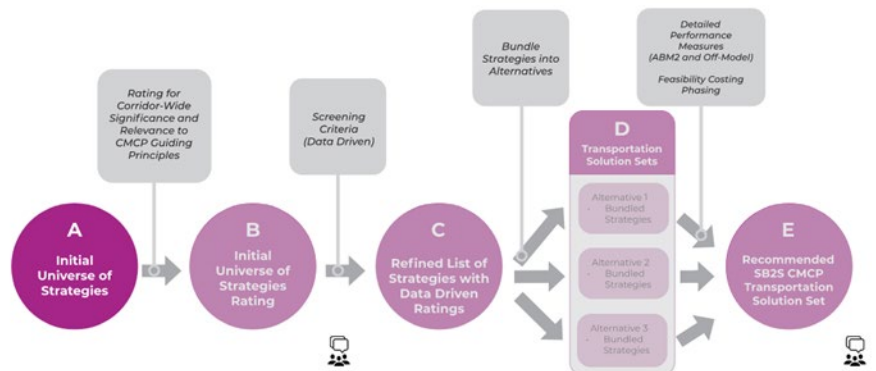 Rating for
Corridor-Wide
Significance and
Relevance to
CMCP Guiding
Principles
Screening
Criteria
(Data Driven)
Bundle
Strategies into
Alternatives
Detailed
Performance
Measures
(ABM2 and Off-Model)
Feasibility Costing
Phasing
A
Initial
Universe of
Strategies
B
Initial
Universe of
Strategies
Rating
C
Refined List of
Strategies with
Data Driven
Ratings
D
Transportation
Solution Sets
Alternative 1
- Bundled
Strategies
Alternative 2
- Bundled
Strategies
Alternative 3
- Bundled
Strategies
E
Recommended
SB2S CMCP
Transportation
Solution Set